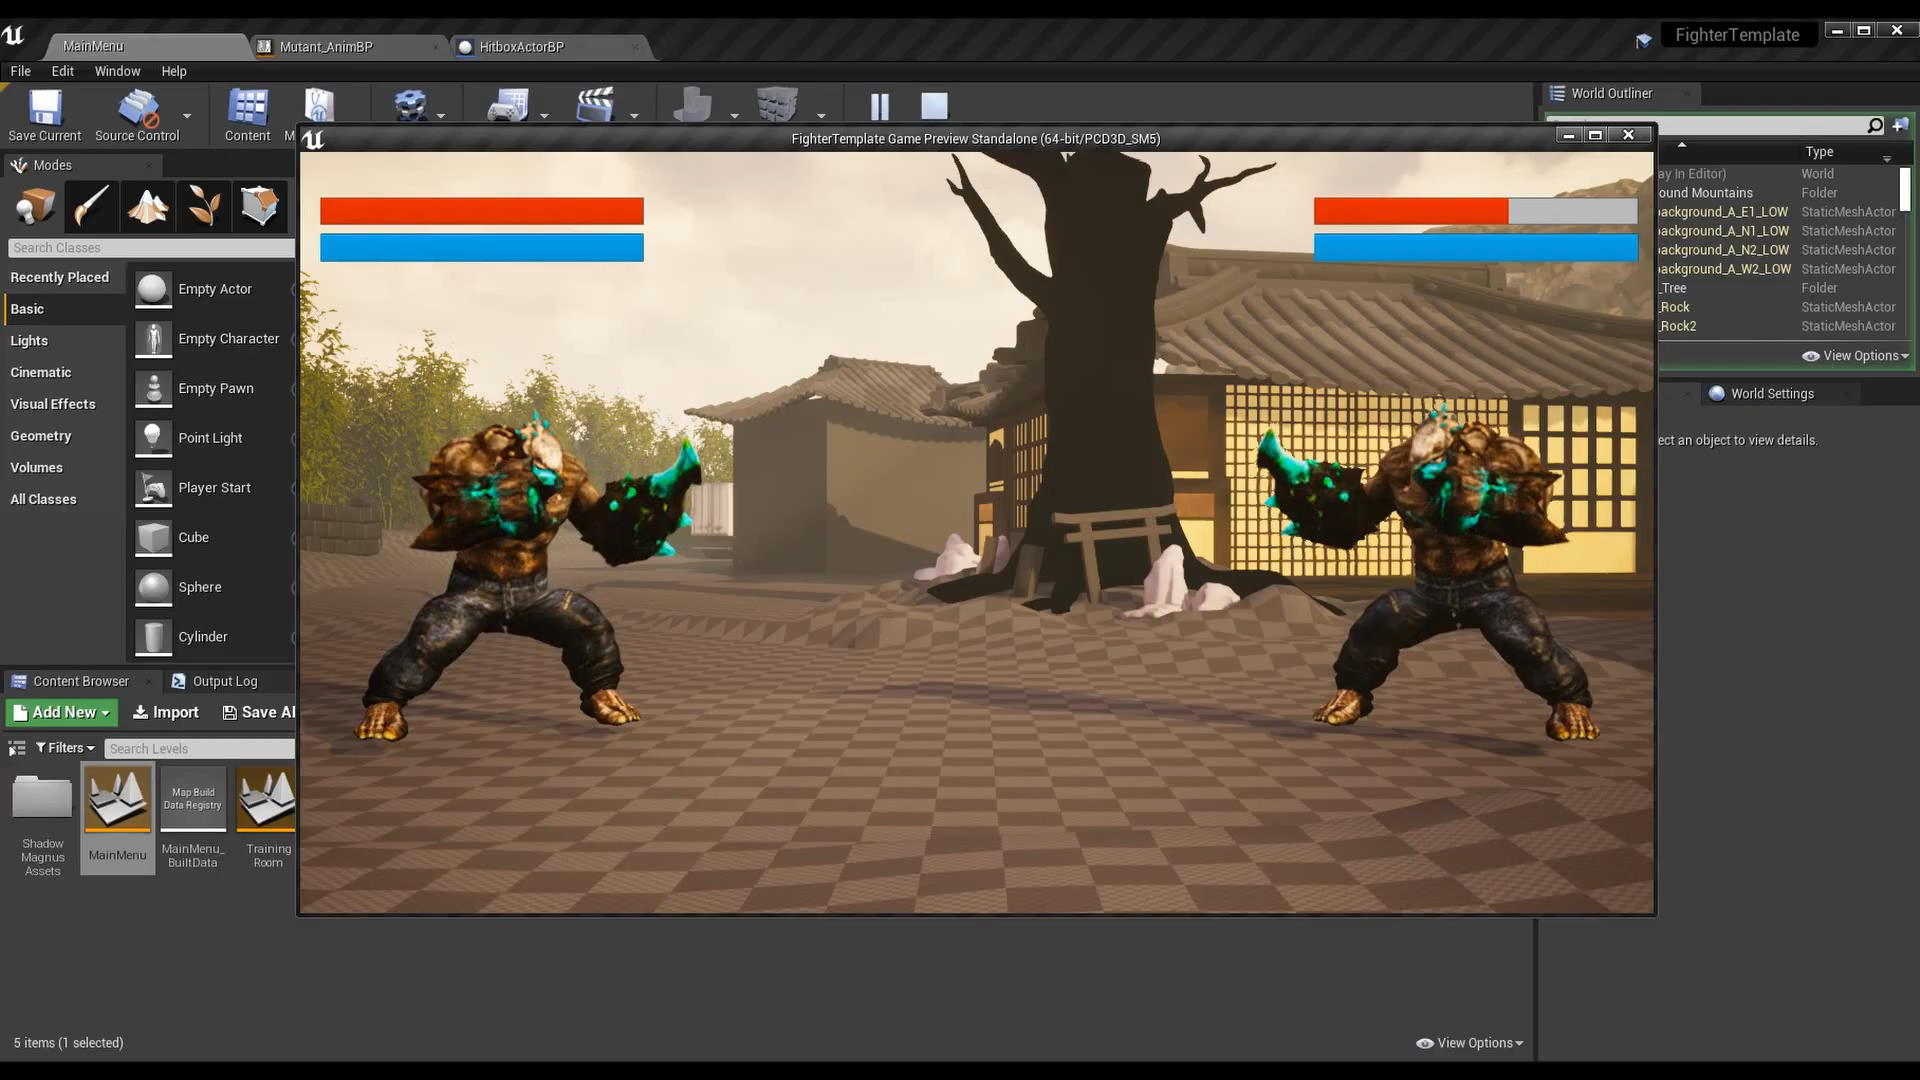 MainMenu
Mutant_AnimBP
HitboxActorBP
FighterTemplate
File
Edit
Window
Help
Save Current
Source Control
Content
M
World Outliner
FighterTemplate Game Preview Standalone (64-bit/PCD3D_SM5)
Modes
Type
ay In Editor)
World
ound Mountains
Folder
background_A_E1_LOW
StaticMeshActor
background_A_N1_LOW
StaticMeshActor
background_A_N2_LOW
StaticMeshActor
background_A_W2_LOW
StaticMeshActor
_Tree
Folder
_Rock
StaticMeshActor
_Rock2
StaticMeshActor
View Options
World Settings
ect an object to view details.
Search Classes
Recently Placed
Basic
Lights
Cinematic
Visual Effects
Geometry
Volumes
All Classes
Empty Actor
Empty Character
Empty Pawn
Point Light
Player Start
Cube
Sphere
Cylinder
Content Browser
Output Log
Add New
Import
Save Al
Filters
Search Levels
Map Build
Data Registry
Shadow
Magnus
Assets
MainMenu
MainMenu_
BuiltData
Training
Room
5 items (1 selected)
View Options